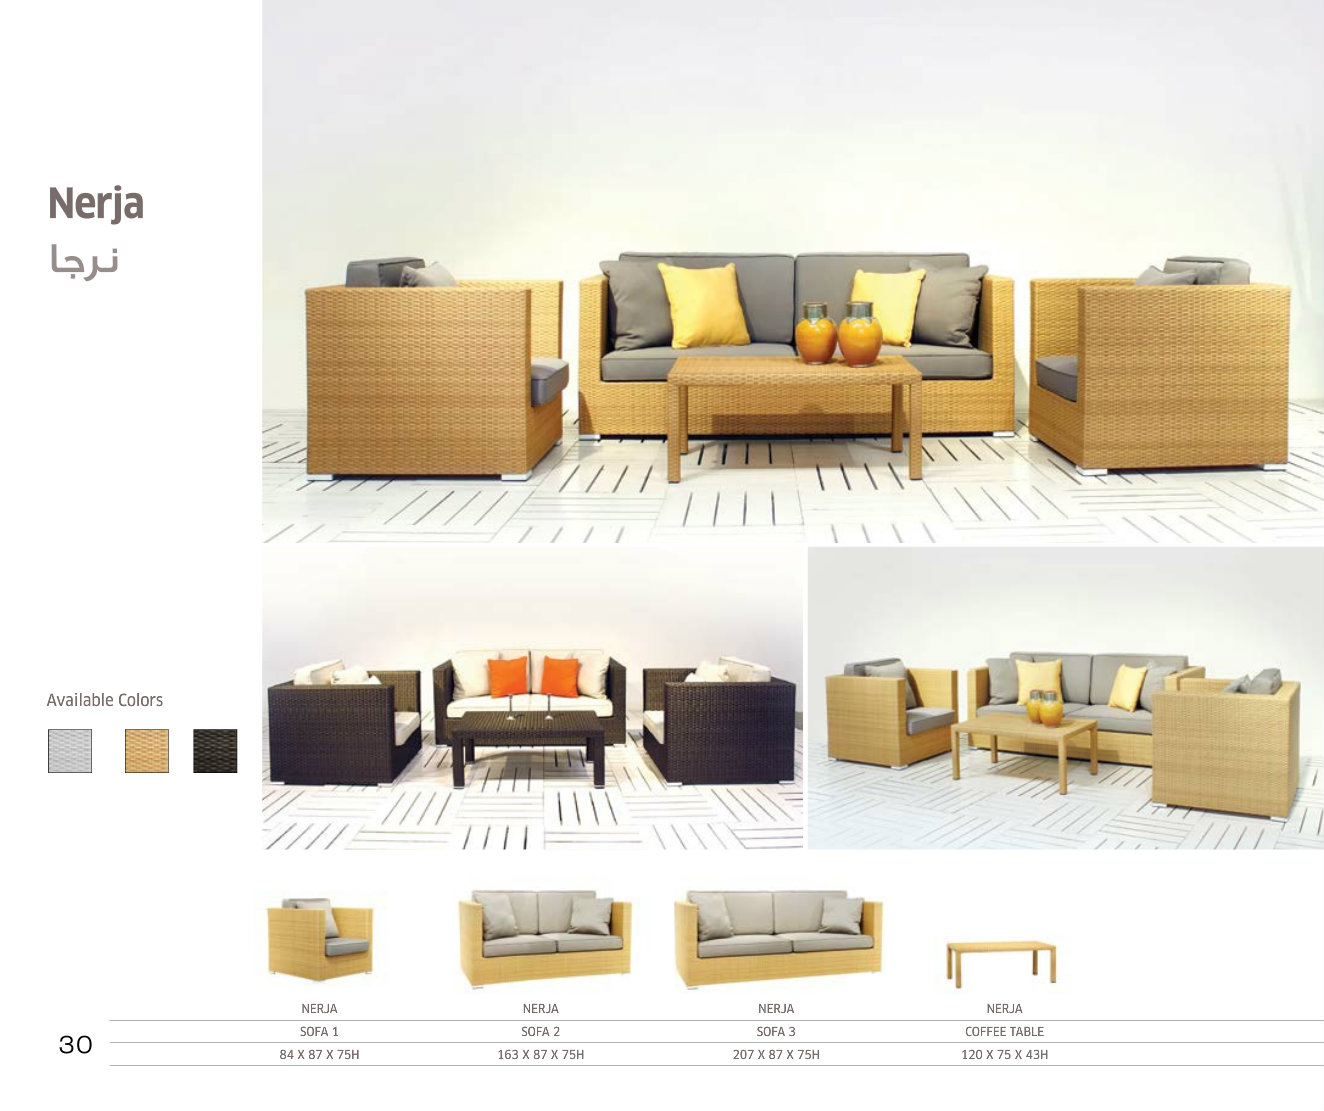 Nerja
نرجا
Available Colors
NERJA NERJA NERJA NERJA
SOFA 1 SOFA 2 SOFA 3 COFFEE TABLE
84 X 87 X 75H 163 X 87 X 75H 207 X 87 X 75H 120 X 75 X 43H
30